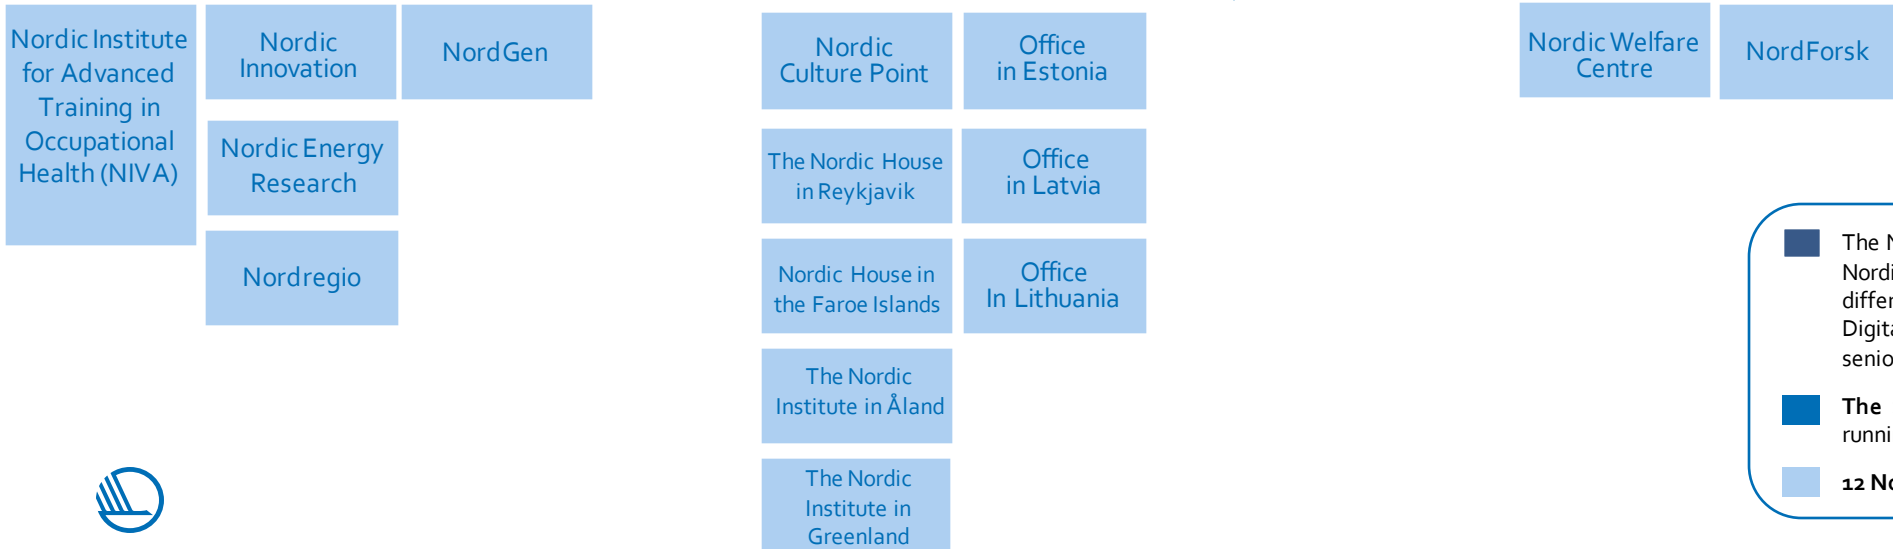 Nordic Institute
for Advanced
Training in
Occupational
Health (NIVA)
Nordic
Innovation
NordGen
Nordic Energy
Research
Nordregio
Nordic
Culture Point
Office
in Estonia
The Nordic House
in Reykjavik
Office
in Latvia
Nordic House in
the Faroe Islands
Office
In Lithuania
The Nordic
Institute in Åland
The Nordic
Institute in
Greenland
Nordic Welfare
Centre
NordForsk
The
The
12